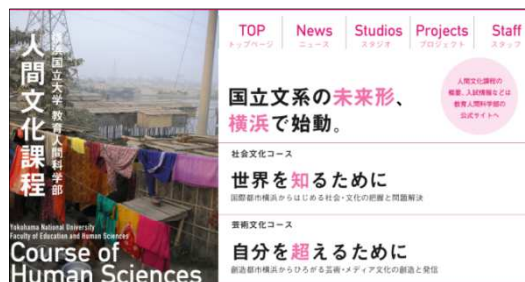 人間文化課程
横浜国立大学 教育人間科学部
Yokohama National University
Faculty of Education and Human Sciences
Course of
Human Sciences
TOP
トップページ
News
ニュース
Studios
スタジオ
Projects
プロジェクト
Staff
スタッフ
国立文系の未来形、
横浜で始動。
人間文化課程の
概要、入試情報などは
教育人間科学部の
公式サイトへ
社会文化コース
世界を知るために
国際都市横浜からはじめる社会・文化の把握と問題解決
芸術文化コース
自分を超えるために
創造都市横浜からひろがる芸術・メディア文化の創造と発信